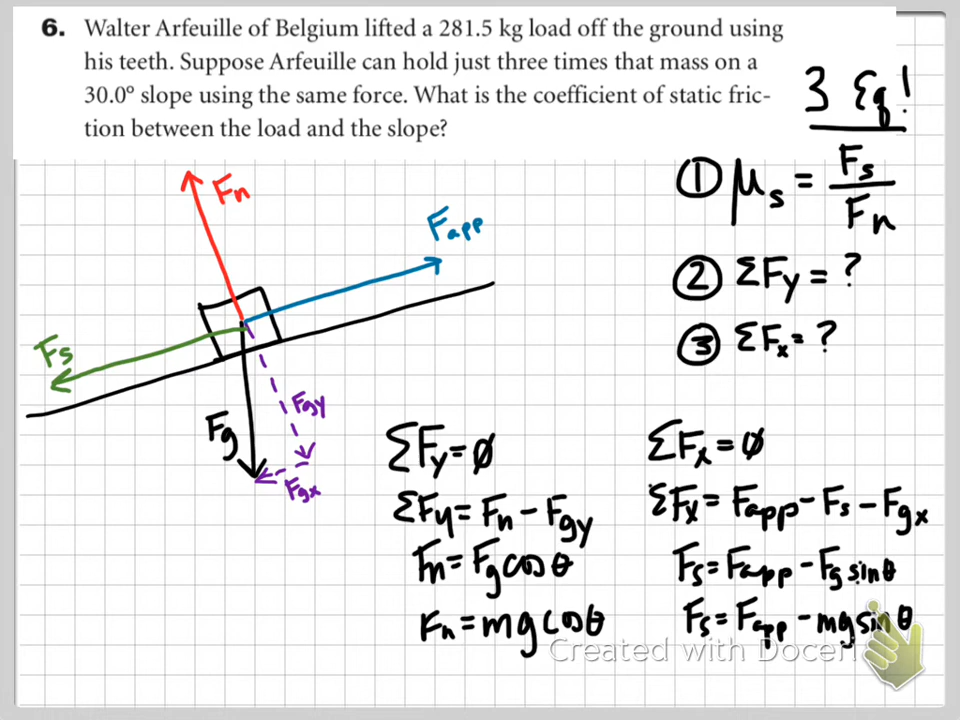 6. Walter Arfeuille of Belgium lifted a 281.5 kg load off the ground using
his teeth. Suppose Arfeuille can hold just three times that mass on a
30.0° slope using the same force. What is the coefficient of static fric-
tion between the load and the slope?
3 Eq!
① μs = Fs/Fn
② ΣFy = ?
③ ΣFx = ?
Fn
Fapp
Fs
Fg
Fgy
Fgx
ΣFy = Ø
ΣFy = Fn - Fgy
Fn = Fg cos θ
Fn = mg cos θ
ΣFx = Ø
ΣFx = Fapp - Fs - Fgx
Fs = Fapp - Fg sin θ
Fs = Fapp - mg sin θ
Created with Doceri